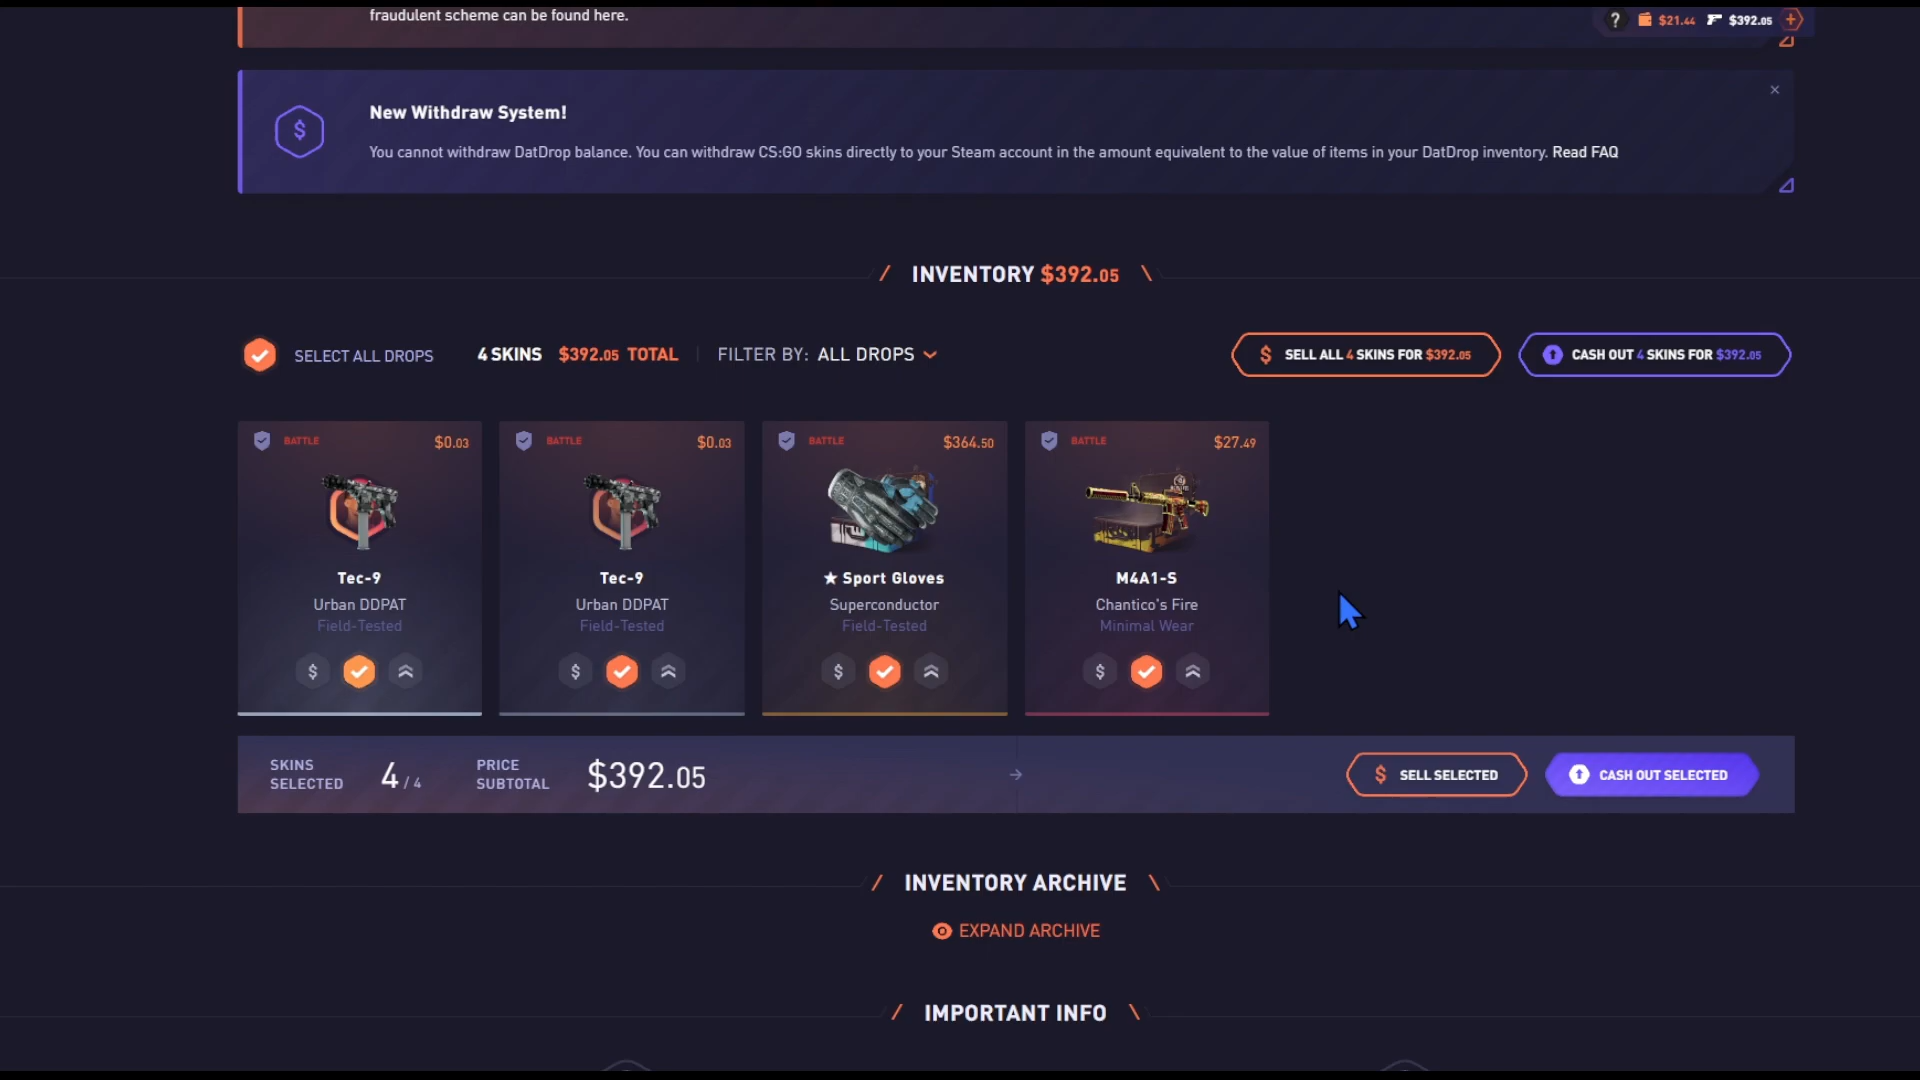 fraudulent scheme can be found here.
? $21.44 $392.05 +
New Withdraw System!
You cannot withdraw DatDrop balance. You can withdraw CS:GO skins directly to your Steam account in the amount equivalent to the value of items in your DatDrop inventory. Read FAQ
/ INVENTORY $392.05 \
SELECT ALL DROPS 4 SKINS $392.05 TOTAL FILTER BY: ALL DROPS
$ SELL ALL 4 SKINS FOR $392.05
CASH OUT 4 SKINS FOR $392.05
BATTLE $0.03
Tec-9
Urban DDPAT
Field-Tested
$
BATTLE $0.03
Tec-9
Urban DDPAT
Field-Tested
$
BATTLE $364.50
★ Sport Gloves
Superconductor
Field-Tested
$
BATTLE $27.49
M4A1-S
Chantico's Fire
Minimal Wear
$
SKINS
SELECTED
4 / 4
PRICE
SUBTOTAL
$392.05
$ SELL SELECTED
CASH OUT SELECTED
/ INVENTORY ARCHIVE \
EXPAND ARCHIVE
/ IMPORTANT INFO \